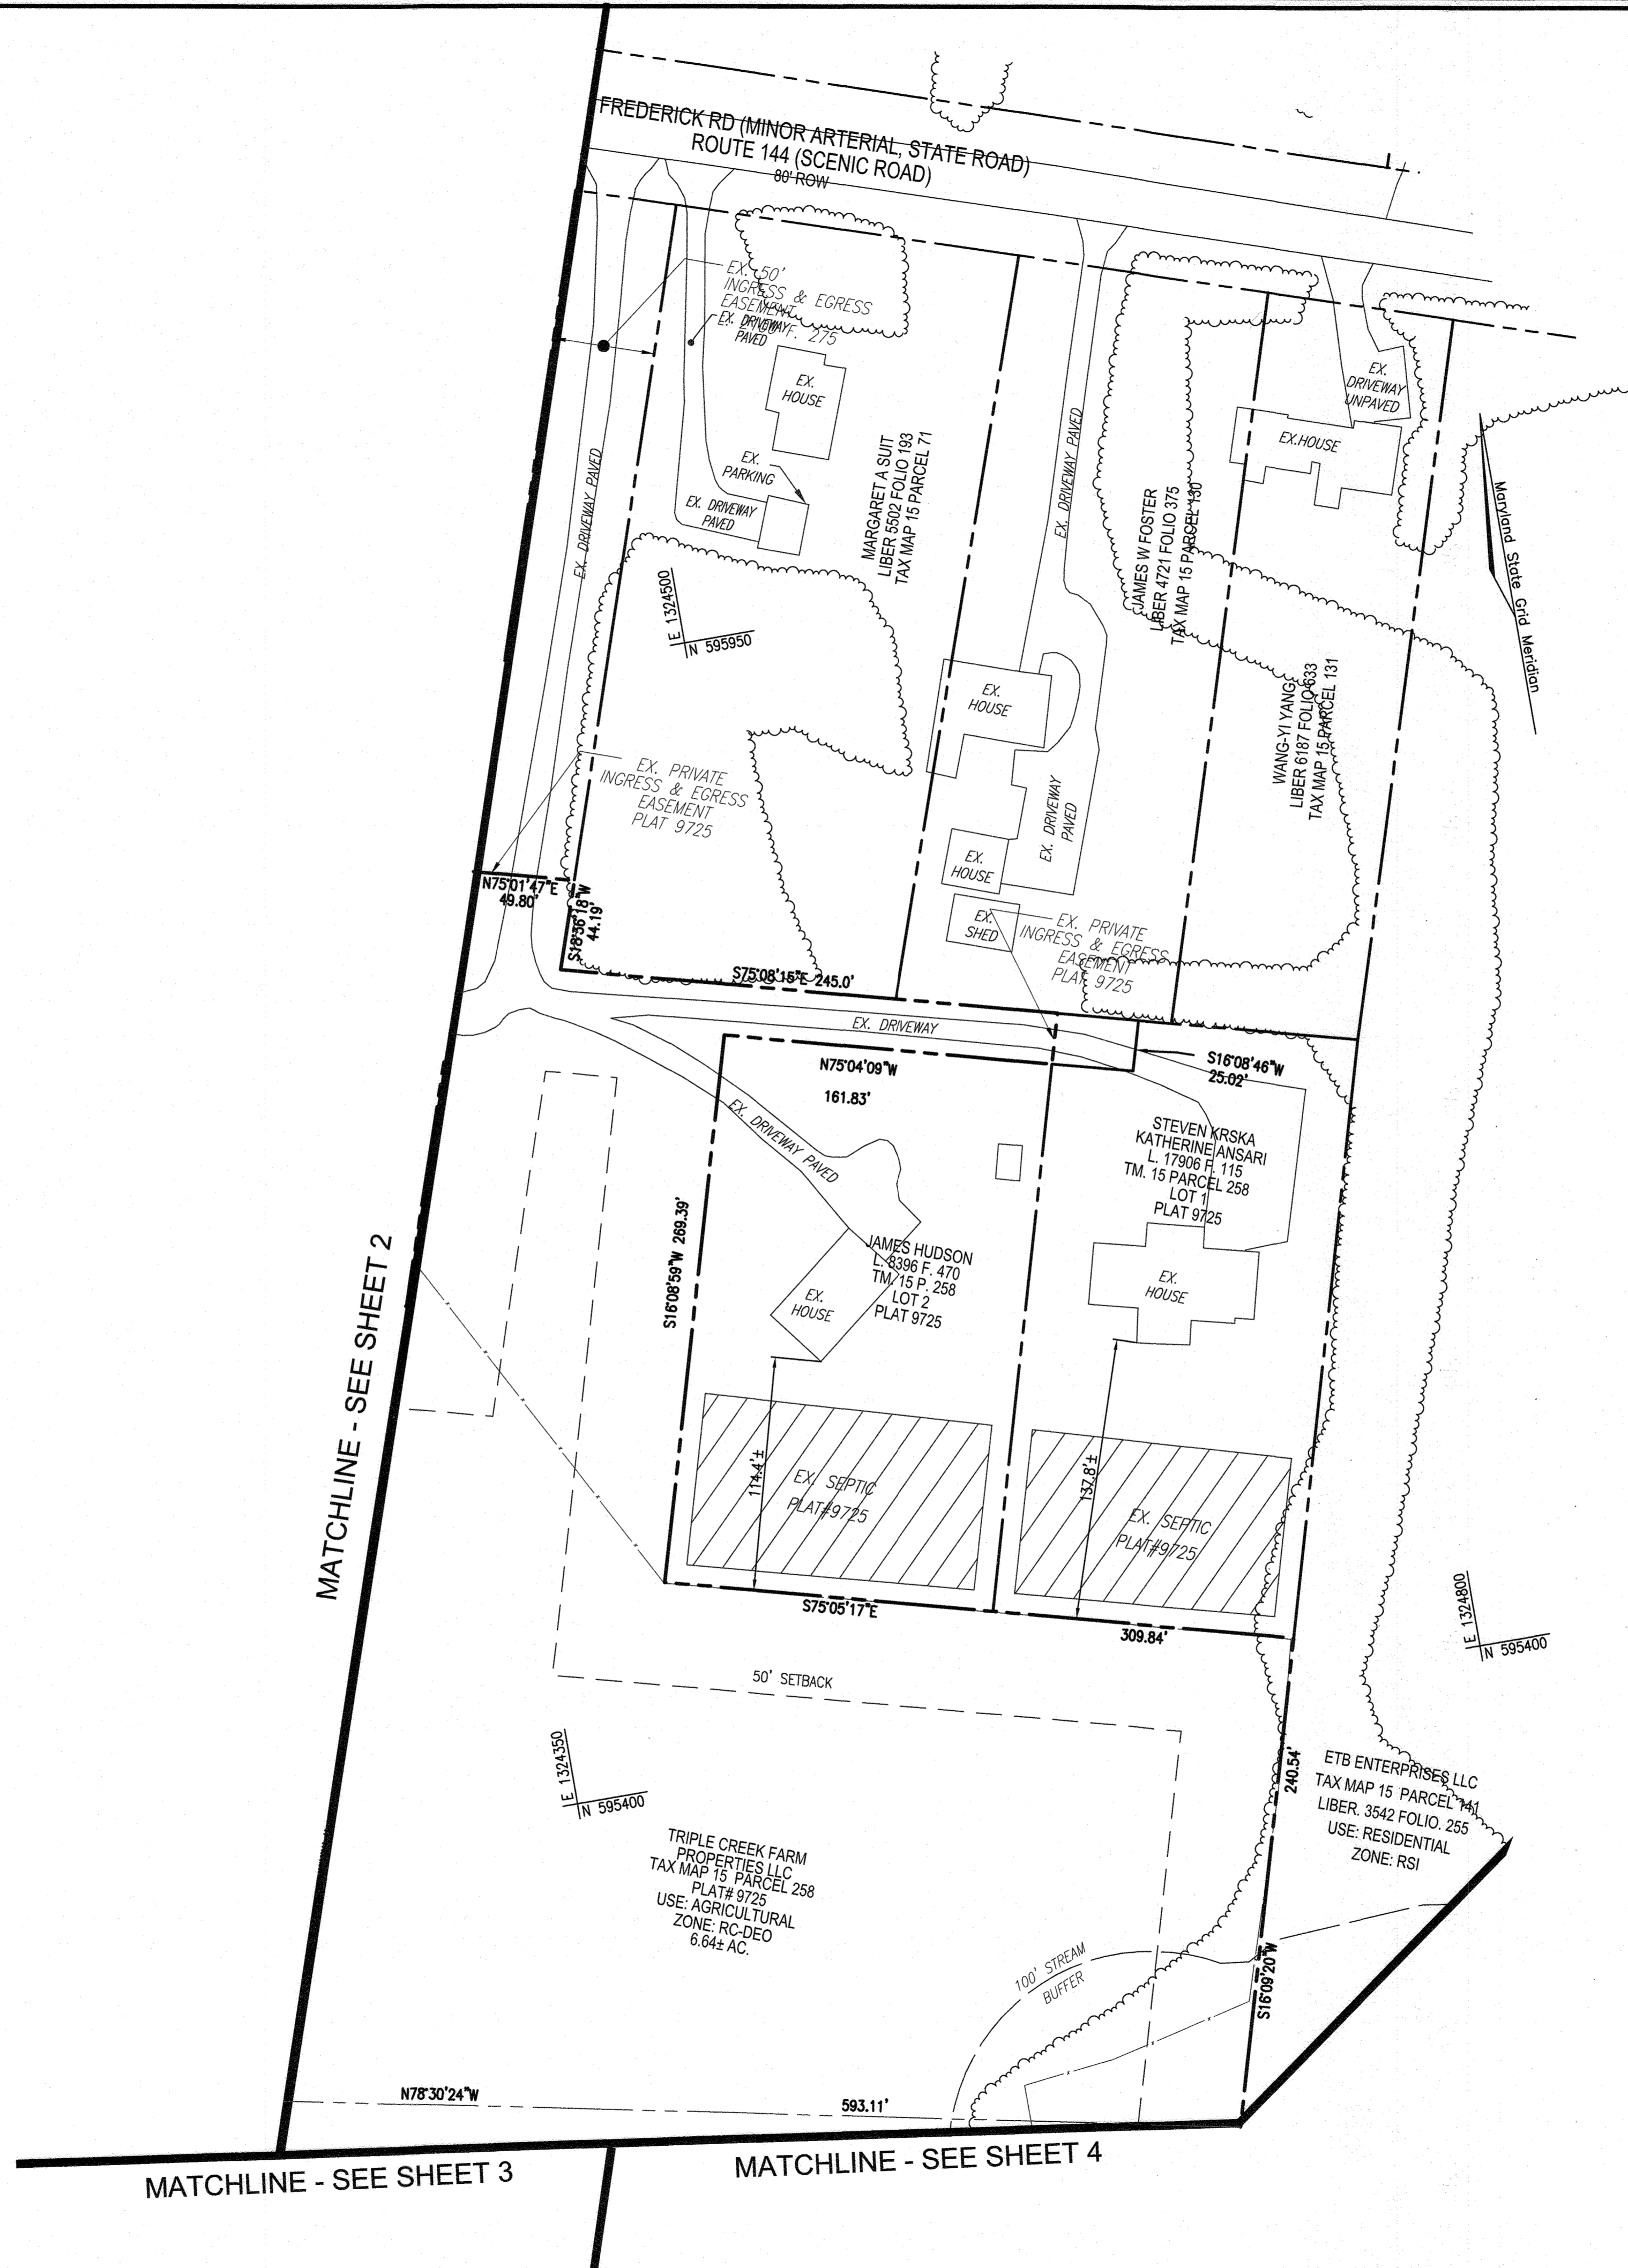 FREDERICK RD (MINOR ARTERIAL, STATE ROAD)
ROUTE 144 (SCENIC ROAD)
80' ROW
EX. 50'
INGRESS & EGRESS
EASEMENT
F. 275
EX. DRIVEWAY
PAVED
EX.
HOUSE
EX.
PARKING
EX. DRIVEWAY
PAVED
EX. DRIVEWAY PAVED
MARGARET A SUIT
LIBER 5502 FOLIO 193
TAX MAP 15 PARCEL 71
EX. DRIVEWAY PAVED
EX.
DRIVEWAY
UNPAVED
EX.HOUSE
JAMES W FOSTER
LIBER 4721 FOLIO 375
TAX MAP 15 PARCEL 130
Maryland State Grid Meridian
E 1324500
N 595950
EX.
HOUSE
WANG-YI YANG
LIBER 6187 FOLIO 633
TAX MAP 15 PARCEL 131
EX. PRIVATE
INGRESS & EGRESS
EASEMENT
PLAT 9725
EX. DRIVEWAY
PAVED
EX.
HOUSE
N75°01'47"E
49.80'
S18°36'18"W
44.19'
EX.
SHED
EX. PRIVATE
INGRESS & EGRESS
EASEMENT
PLAT 9725
S75°08'15"E 245.0'
EX. DRIVEWAY
N75°04'09"W
161.83'
S16°08'46"W
25.02'
EX. DRIVEWAY PAVED
STEVEN KRSKA
KATHERINE ANSARI
L. 17906 F. 115
TM. 15 PARCEL 258
LOT 1
PLAT 9725
S16°08'59"W 269.39'
JAMES HUDSON
L. 8396 F. 470
TM. 15 P. 258
LOT 2
PLAT 9725
EX.
HOUSE
EX.
HOUSE
MATCHLINE - SEE SHEET 2
114.4'±
EX. SEPTIC
PLAT#9725
137.8'±
EX. SEPTIC
PLAT#9725
S75°05'17"E
309.84'
E 1324800
N 595400
50' SETBACK
E 1324350
N 595400
240.54'
ETB ENTERPRISES LLC
TAX MAP 15 PARCEL 141
LIBER. 3542 FOLIO. 255
USE: RESIDENTIAL
ZONE: RSI
TRIPLE CREEK FARM
PROPERTIES LLC
TAX MAP 15 PARCEL 258
PLAT# 9725
USE: AGRICULTURAL
ZONE: RC-DEO
6.64± AC.
100' STREAM
BUFFER
S16°09'20"W
N78°30'24"W
593.11'
MATCHLINE - SEE SHEET 3
MATCHLINE - SEE SHEET 4